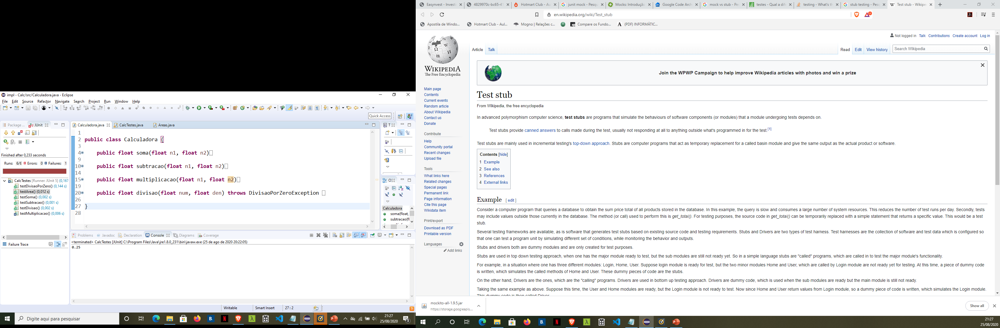 impl - Calc/src/Calculadora.java - Eclipse
File Edit Source Refactor Navigate Search Project Run Window Help
Quick Access
Package ... JUnit
Finished after 0,233 seconds
Runs: 6/6 Errors: 0 Failures: 1
CalcTestes [Runner: JUnit 5] (0,167
testDivisaoPorZero() (0,144 s)
testArea() (0,012 s)
testSoma() (0,002 s)
testSubtracao() (0,001 s)
testDivisao() (0,002 s)
testMultiplicacao() (0,006 s)
Failure Trace
Calculadora.java CalcTestes.java Areas.java
1
2 public class Calculadora {
3
4 public float soma(float n1, float n2)
9
10 public float subtracao(float n1, float n2)
14
15 public float multiplicacao(float n1, float n2)
19
20 public float divisao(float num, float den) throws DivisaoPorZeroException
26
27 }
28
Calculadora
soma(float,
subtracao(fl
Problems Javadoc Declaration Console Diagrams Coverage
<terminated> CalcTestes [JUnit] C:\Program Files\Java\jre1.8.0_231\bin\javaw.exe (25 de ago de 2020 20:22:05)
0.25
Writable Smart Insert 27 : 2
Digite aqui para pesquisar
21:27
25/08/2020
3
Easynvest - Investi 4829970c-bc65-41 Hotmart Club - Au junit mock - Pesqu Mocks: Introdução Google Code Arch mock vs stub - Pes testes - Qual a dife testing - What's th stub testing - Pesc Test stub - Wikipe
en.wikipedia.org/wiki/Test_stub
Apostila de Windo... Hotmart Club - Aul... Mogno | Relações c... Compare os Fundo... (PDF) INFORMÁTIC...
WIKIPEDIA
The Free Encyclopedia
Not logged in Talk Contributions Create account Log in
Article Talk
Read Edit View history Search Wikipedia
Join the WPWP Campaign to help improve Wikipedia articles with photos and win a prize
Main page
Contents
Current events
Random article
About Wikipedia
Contact us
Donate
Contribute
Help
Community portal
Recent changes
Upload file
Tools
What links here
Related changes
Special pages
Permanent link
Page information
Cite this page
Wikidata item
Print/export
Download as PDF
Printable version
Languages
Add links
Test stub
From Wikipedia, the free encyclopedia
In advanced polymorphism computer science, test stubs are programs that simulate the behaviours of software components (or modules) that a module undergoing tests depends on.
Test stubs provide canned answers to calls made during the test, usually not responding at all to anything outside what's programmed in for the test.[1]
Test stubs are mainly used in incremental testing's top-down approach. Stubs are computer programs that act as temporary replacement for a called basin module and give the same output as the actual product or software.
Contents [hide]
1 Example
2 See also
3 References
4 External links
Example [ edit ]
Consider a computer program that queries a database to obtain the sum price total of all products stored in the database. In this example, the query is slow and consumes a large number of system resources. This reduces the number of test runs per day. Secondly, tests
may include values outside those currently in the database. The method (or call) used to perform this is get_total(). For testing purposes, the source code in get_total() can be temporarily replaced with a simple statement that returns a specific value. This would be a test
stub.
Several testing frameworks are available, as is software that generates test stubs based on existing source code and testing requirements. Stubs and Drivers are two types of test harness. Test harnesses are the collection of software and test data which is configured so
that one can test a program unit by simulating different set of conditions, while monitoring the behavior and outputs.
Stubs and drivers both are dummy modules and are only created for test purposes.
Stubs are used in top down testing approach, when one has the major module ready to test, but the sub modules are still not ready yet. So in a simple language stubs are "called" programs, which are called in to test the major module's functionality.
For example, in a situation where one has three different modules: Login, Home, User. Suppose login module is ready for test, but the two minor modules Home and User, which are called by Login module are not ready yet for testing. At this time, a piece of dummy code
is written, which simulates the called methods of Home and User. These dummy pieces of code are the stubs.
On the other hand, Drivers are the ones, which are the "calling" programs. Drivers are used in bottom up testing approach. Drivers are dummy code, which is used when the sub modules are ready but the main module is still not ready.
Taking the same example as above. Suppose this time, the User and Home modules are ready, but the Login module is not ready to test. Now since Home and User return values from Login module, so a dummy piece of code is written, which simulates the Login module.
This dummy code is then called Driver.
mockito-all-1.9.5.jar
https://storage.googleapis....
Show all
21:27
25/08/2020